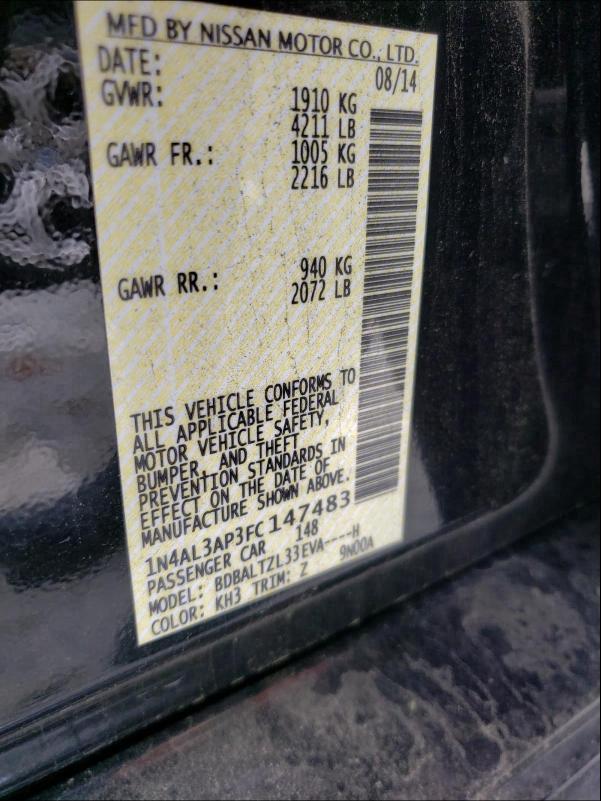 MFD BY NISSAN MOTOR CO., LTD.
DATE: 08/14
GVWR: 1910 KG
4211 LB
GAWR FR.: 1005 KG
2216 LB
GAWR RR.: 940 KG
2072 LB
THIS VEHICLE CONFORMS TO
ALL APPLICABLE FEDERAL
MOTOR VEHICLE SAFETY,
BUMPER, AND THEFT
PREVENTION STANDARDS IN
EFFECT ON THE DATE OF
MANUFACTURE SHOWN ABOVE.
1N4AL3AP3FC147483
PASSENGER CAR 148
MODEL: BDBALTZL33EVA----H
COLOR: KH3 TRIM: Z 9N00A